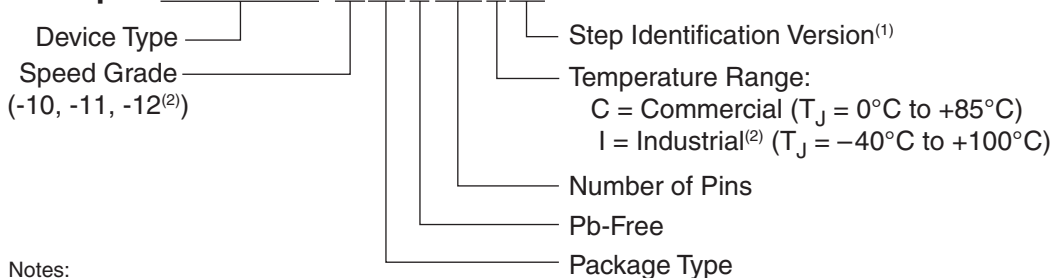 Device Type
Speed Grade
(-10, -11, -12(2))
Step Identification Version(1)
Temperature Range:
C = Commercial (TJ = 0°C to +85°C)
I = Industrial(2) (TJ = −40°C to +100°C)
Number of Pins
Pb-Free
Package Type
Notes: